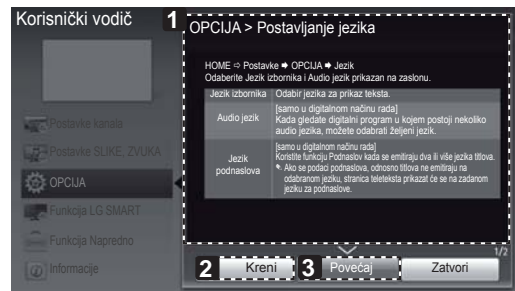 Korisnički vodič
1
OPCIJA > Postavljanje jezika
HOME ⇨ Postavke ➡ OPCIJA ➡ Jezik
Odaberite Jezik izbornika i Audio jezik prikazan na zaslonu.
Jezik izbornika Odabir jezika za prikaz teksta.
Audio jezik
[samo u digitalnom načinu rada]
Kada gledate digitalni program u kojem postoji nekoliko
audio jezika, možete odabrati željeni jezik.
Jezik
podnaslova
[samo u digitalnom načinu rada]
Koristite funkciju Podnaslov kada se emitiraju dva ili više jezika titlova.
Ako se podaci podnaslova, odnosno titlova ne emitiraju na
odabranom jeziku, stranica teleteksta prikazat će se na zadanom
jeziku za podnaslove.
Postavke kanala
Postavke SLIKE, ZVUKA
OPCIJA
Funkcija LG SMART
Funkcija Napredno
Informacije
1/2
2 Kreni 3 Povećaj Zatvori